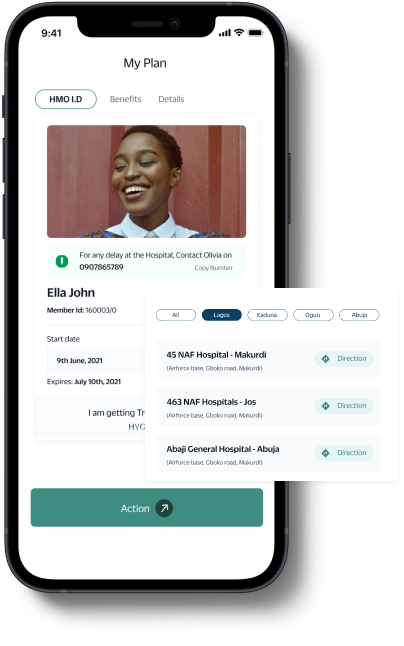 9:41
My Plan
HMO I.D
Benefits
Details
For any delay at the Hospital, Contact Olivia on
0907865789
Copy Number
Ella John
Member Id: 160003/0
Start date
9th June, 2021
Expires: July 10th, 2021
I am getting Tr
HYG
All
Lagos
Kaduna
Ogun
Abuja
45 NAF Hospital - Makurdi
(Airforce base, Gboko road, Makurdi)
Direction
463 NAF Hospitals - Jos
(Airforce base, Gboko road, Makurdi)
Direction
Abaji General Hospital - Abuja
(Airforce base, Gboko road, Makurdi)
Direction
Action